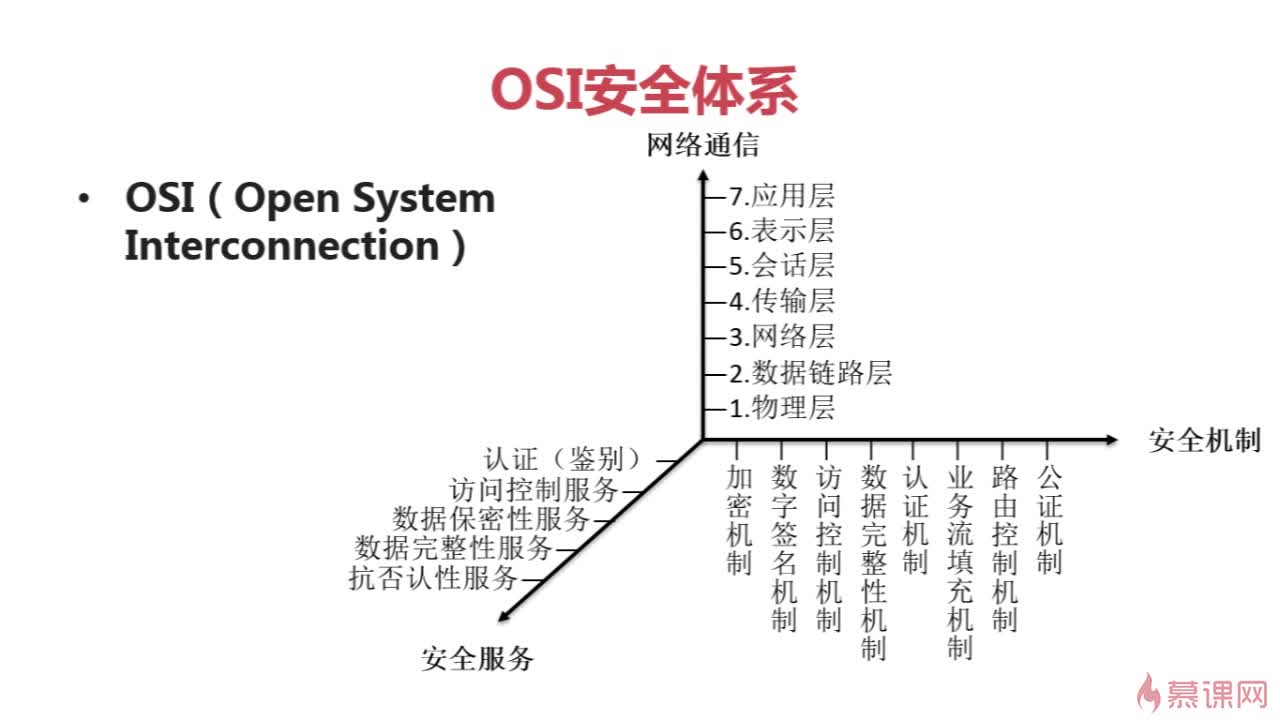 OSI安全体系
• OSI（Open System
Interconnection）
网络通信
7.应用层
6.表示层
5.会话层
4.传输层
3.网络层
2.数据链路层
1.物理层
安全机制
加密机制
数字签名机制
访问控制机制
数据完整性机制
认证机制
业务流填充机制
路由控制机制
公证机制
认证（鉴别）
访问控制服务
数据保密性服务
数据完整性服务
抗否认性服务
安全服务
慕课网